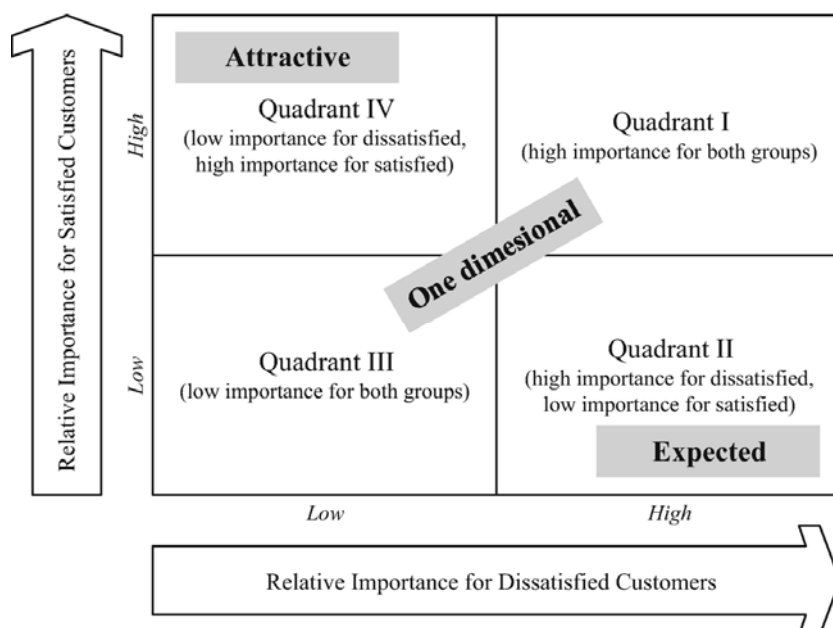 Relative Importance for Satisfied Customers
High
Low
Attractive
Quadrant IV
(low importance for dissatisfied,
high importance for satisfied)
Quadrant I
(high importance for both groups)
One dimesional
Quadrant III
(low importance for both groups)
Quadrant II
(high importance for dissatisfied,
low importance for satisfied)
Expected
Low
High
Relative Importance for Dissatisfied Customers